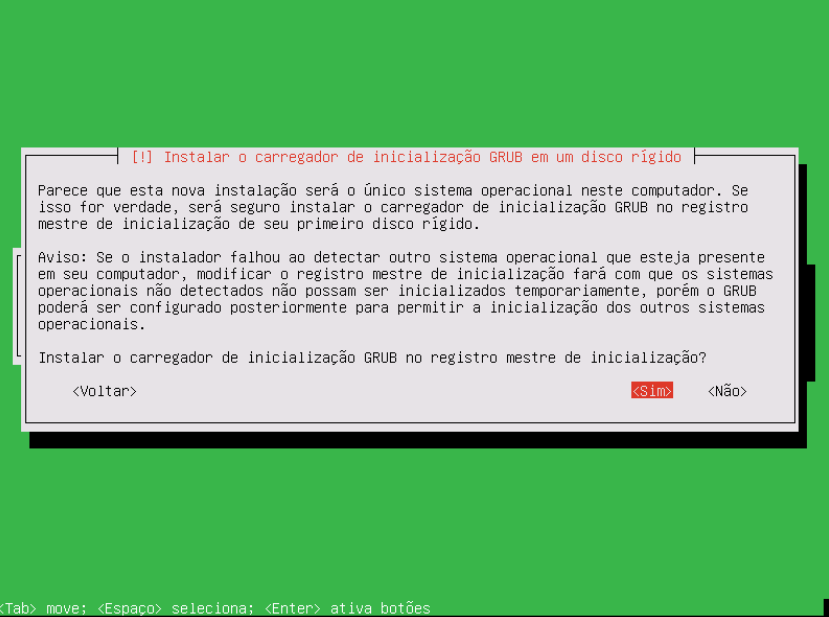 [!] Instalar o carregador de inicialização GRUB em um disco rígido
Parece que esta nova instalação será o único sistema operacional neste computador. Se
isso for verdade, será seguro instalar o carregador de inicialização GRUB no registro
mestre de inicialização de seu primeiro disco rígido.
Aviso: Se o instalador falhou ao detectar outro sistema operacional que esteja presente
em seu computador, modificar o registro mestre de inicialização fará com que os sistemas
operacionais não detectados não possam ser inicializados temporariamente, porém o GRUB
poderá ser configurado posteriormente para permitir a inicialização dos outros sistemas
operacionais.
Instalar o carregador de inicialização GRUB no registro mestre de inicialização?
<Voltar> <Sim> <Não>
<Tab> move; <Espaço> seleciona; <Enter> ativa botões